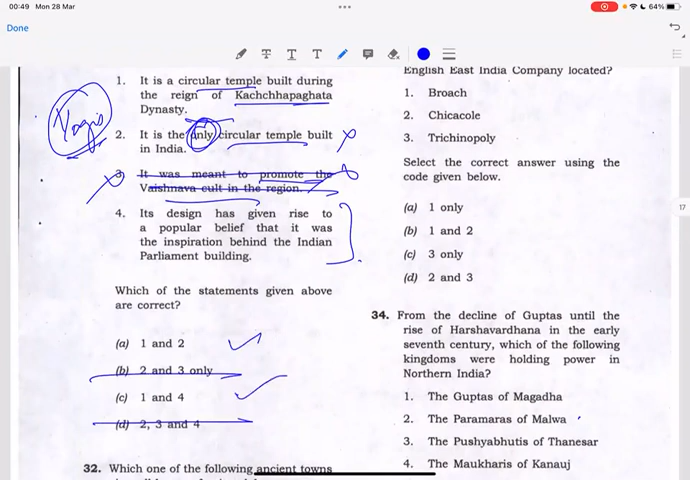 00:49 Mon 28 Mar
64%
Done
1. It is a circular temple built during
the reign of Kachchhapaghata
Dynasty.
2. It is the only circular temple built
in India.
3. It was meant to promote the
Vaishnava cult in the region.
4. Its design has given rise to
a popular belief that it was
the inspiration behind the Indian
Parliament building.
Which of the statements given above
are correct?
(a) 1 and 2
(b) 2 and 3 only
(c) 1 and 4
(d) 2, 3 and 4
32. Which one of the following ancient towns
English East India Company located?
1. Broach
2. Chicacole
3. Trichinopoly
Select the correct answer using the
code given below.
(a) 1 only
(b) 1 and 2
(c) 3 only
(d) 2 and 3
34. From the decline of Guptas until the
rise of Harshavardhana in the early
seventh century, which of the following
kingdoms were holding power in
Northern India?
1. The Guptas of Magadha
2. The Paramaras of Malwa
3. The Pushyabhutis of Thanesar
4. The Maukharis of Kanauj
17